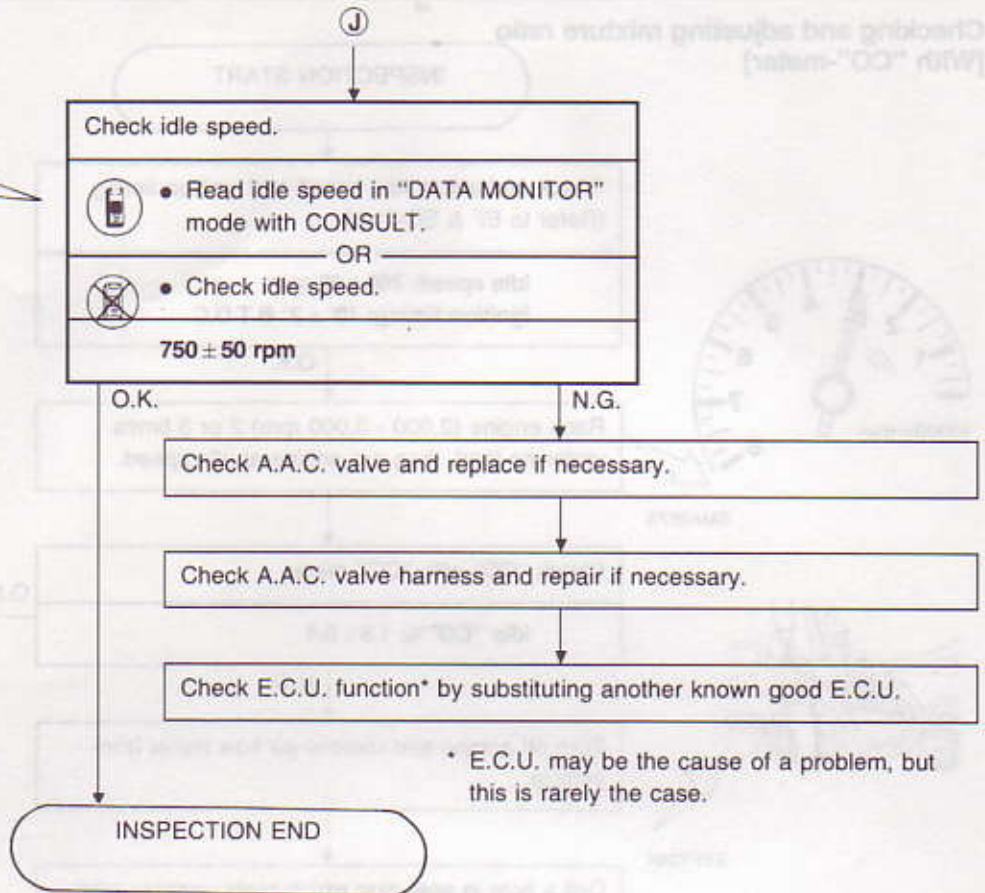 J
Check idle speed.
● Read idle speed in "DATA MONITOR"
mode with CONSULT.
OR
● Check idle speed.
750 ± 50 rpm
O.K.
N.G.
Check A.A.C. valve and replace if necessary.
Check A.A.C. valve harness and repair if necessary.
Check E.C.U. function* by substituting another known good E.C.U.
* E.C.U. may be the cause of a problem, but
this is rarely the case.
INSPECTION END